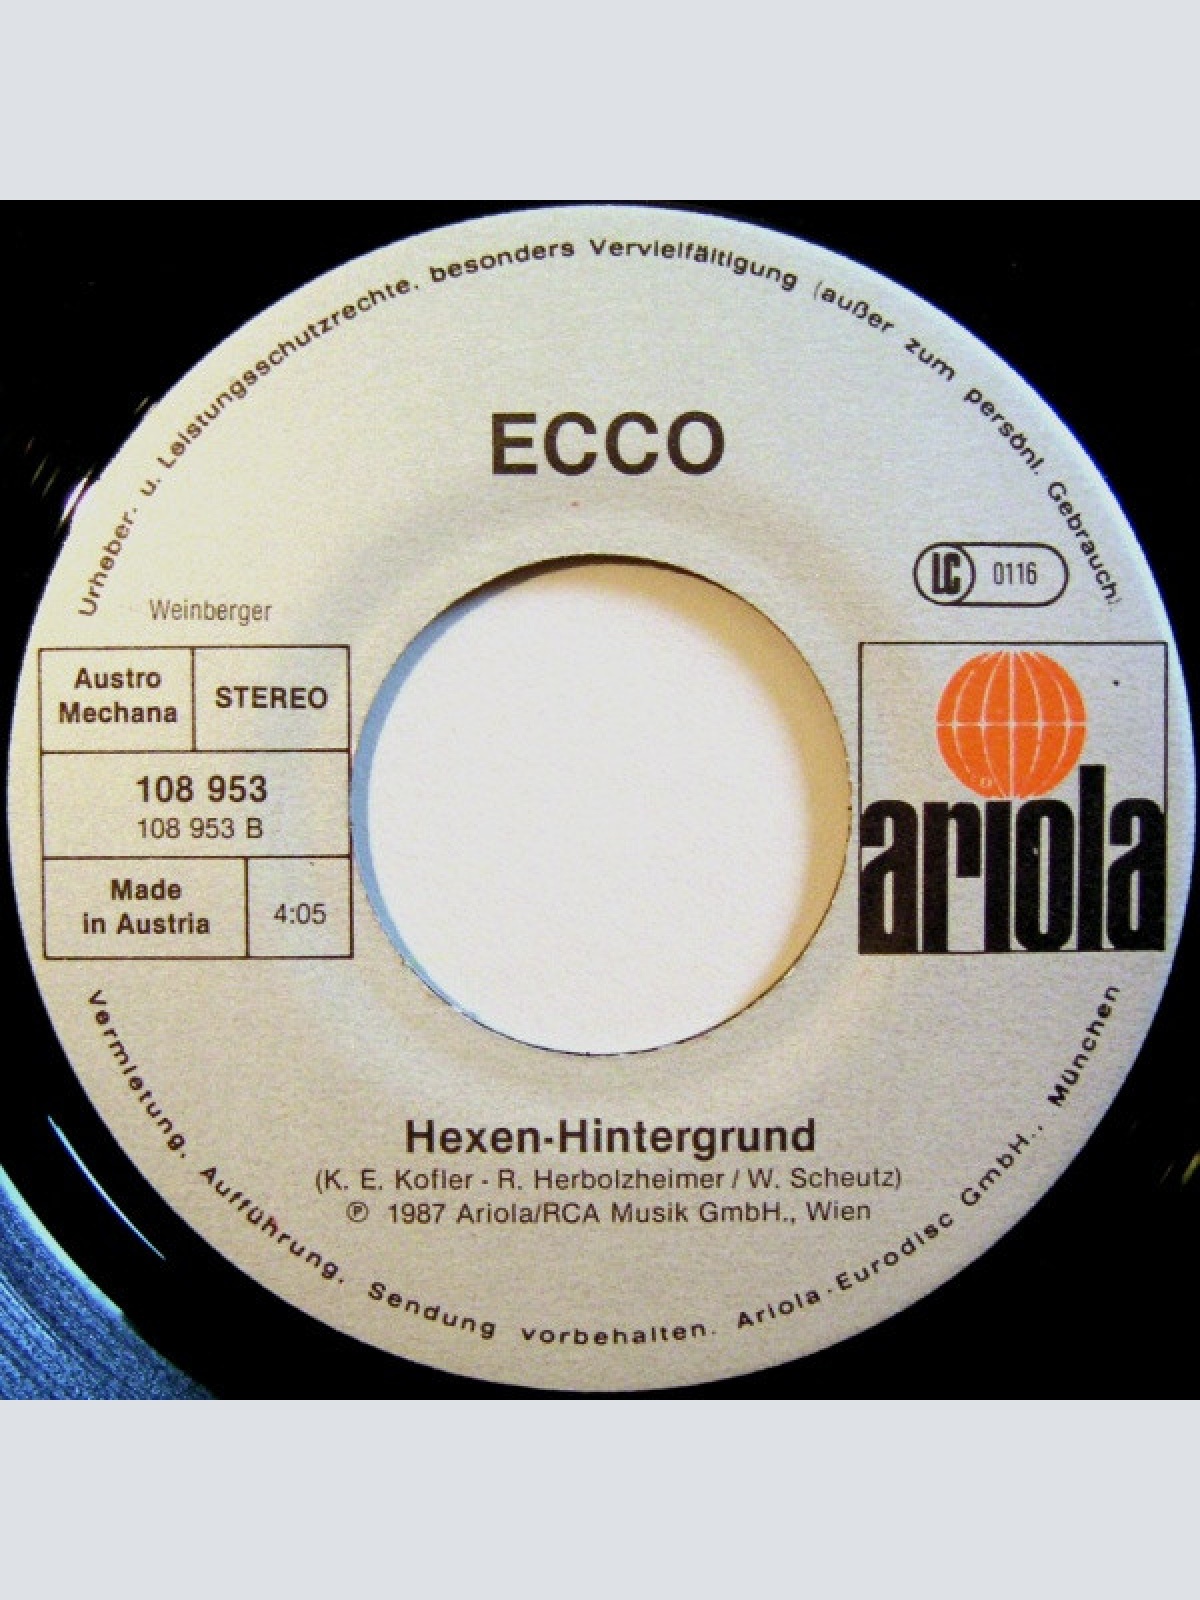 Urheber. u. Leistungsschutzrechte. besonders Vervielfältigung (außer zum persönl. Gebrauch)
ECCO
LC 0116
Weinberger
Austro
Mechana
STEREO
108 953
108 953 B
Made
in Austria
4:05
ariola
Hexen-Hintergrund
(K. E. Kofler - R. Herbolzheimer / W. Scheutz)
℗ 1987 Ariola/RCA Musik GmbH., Wien
Vermietung. Aufführung. Sendung vorbehalten. Ariola-Eurodisc GmbH., München